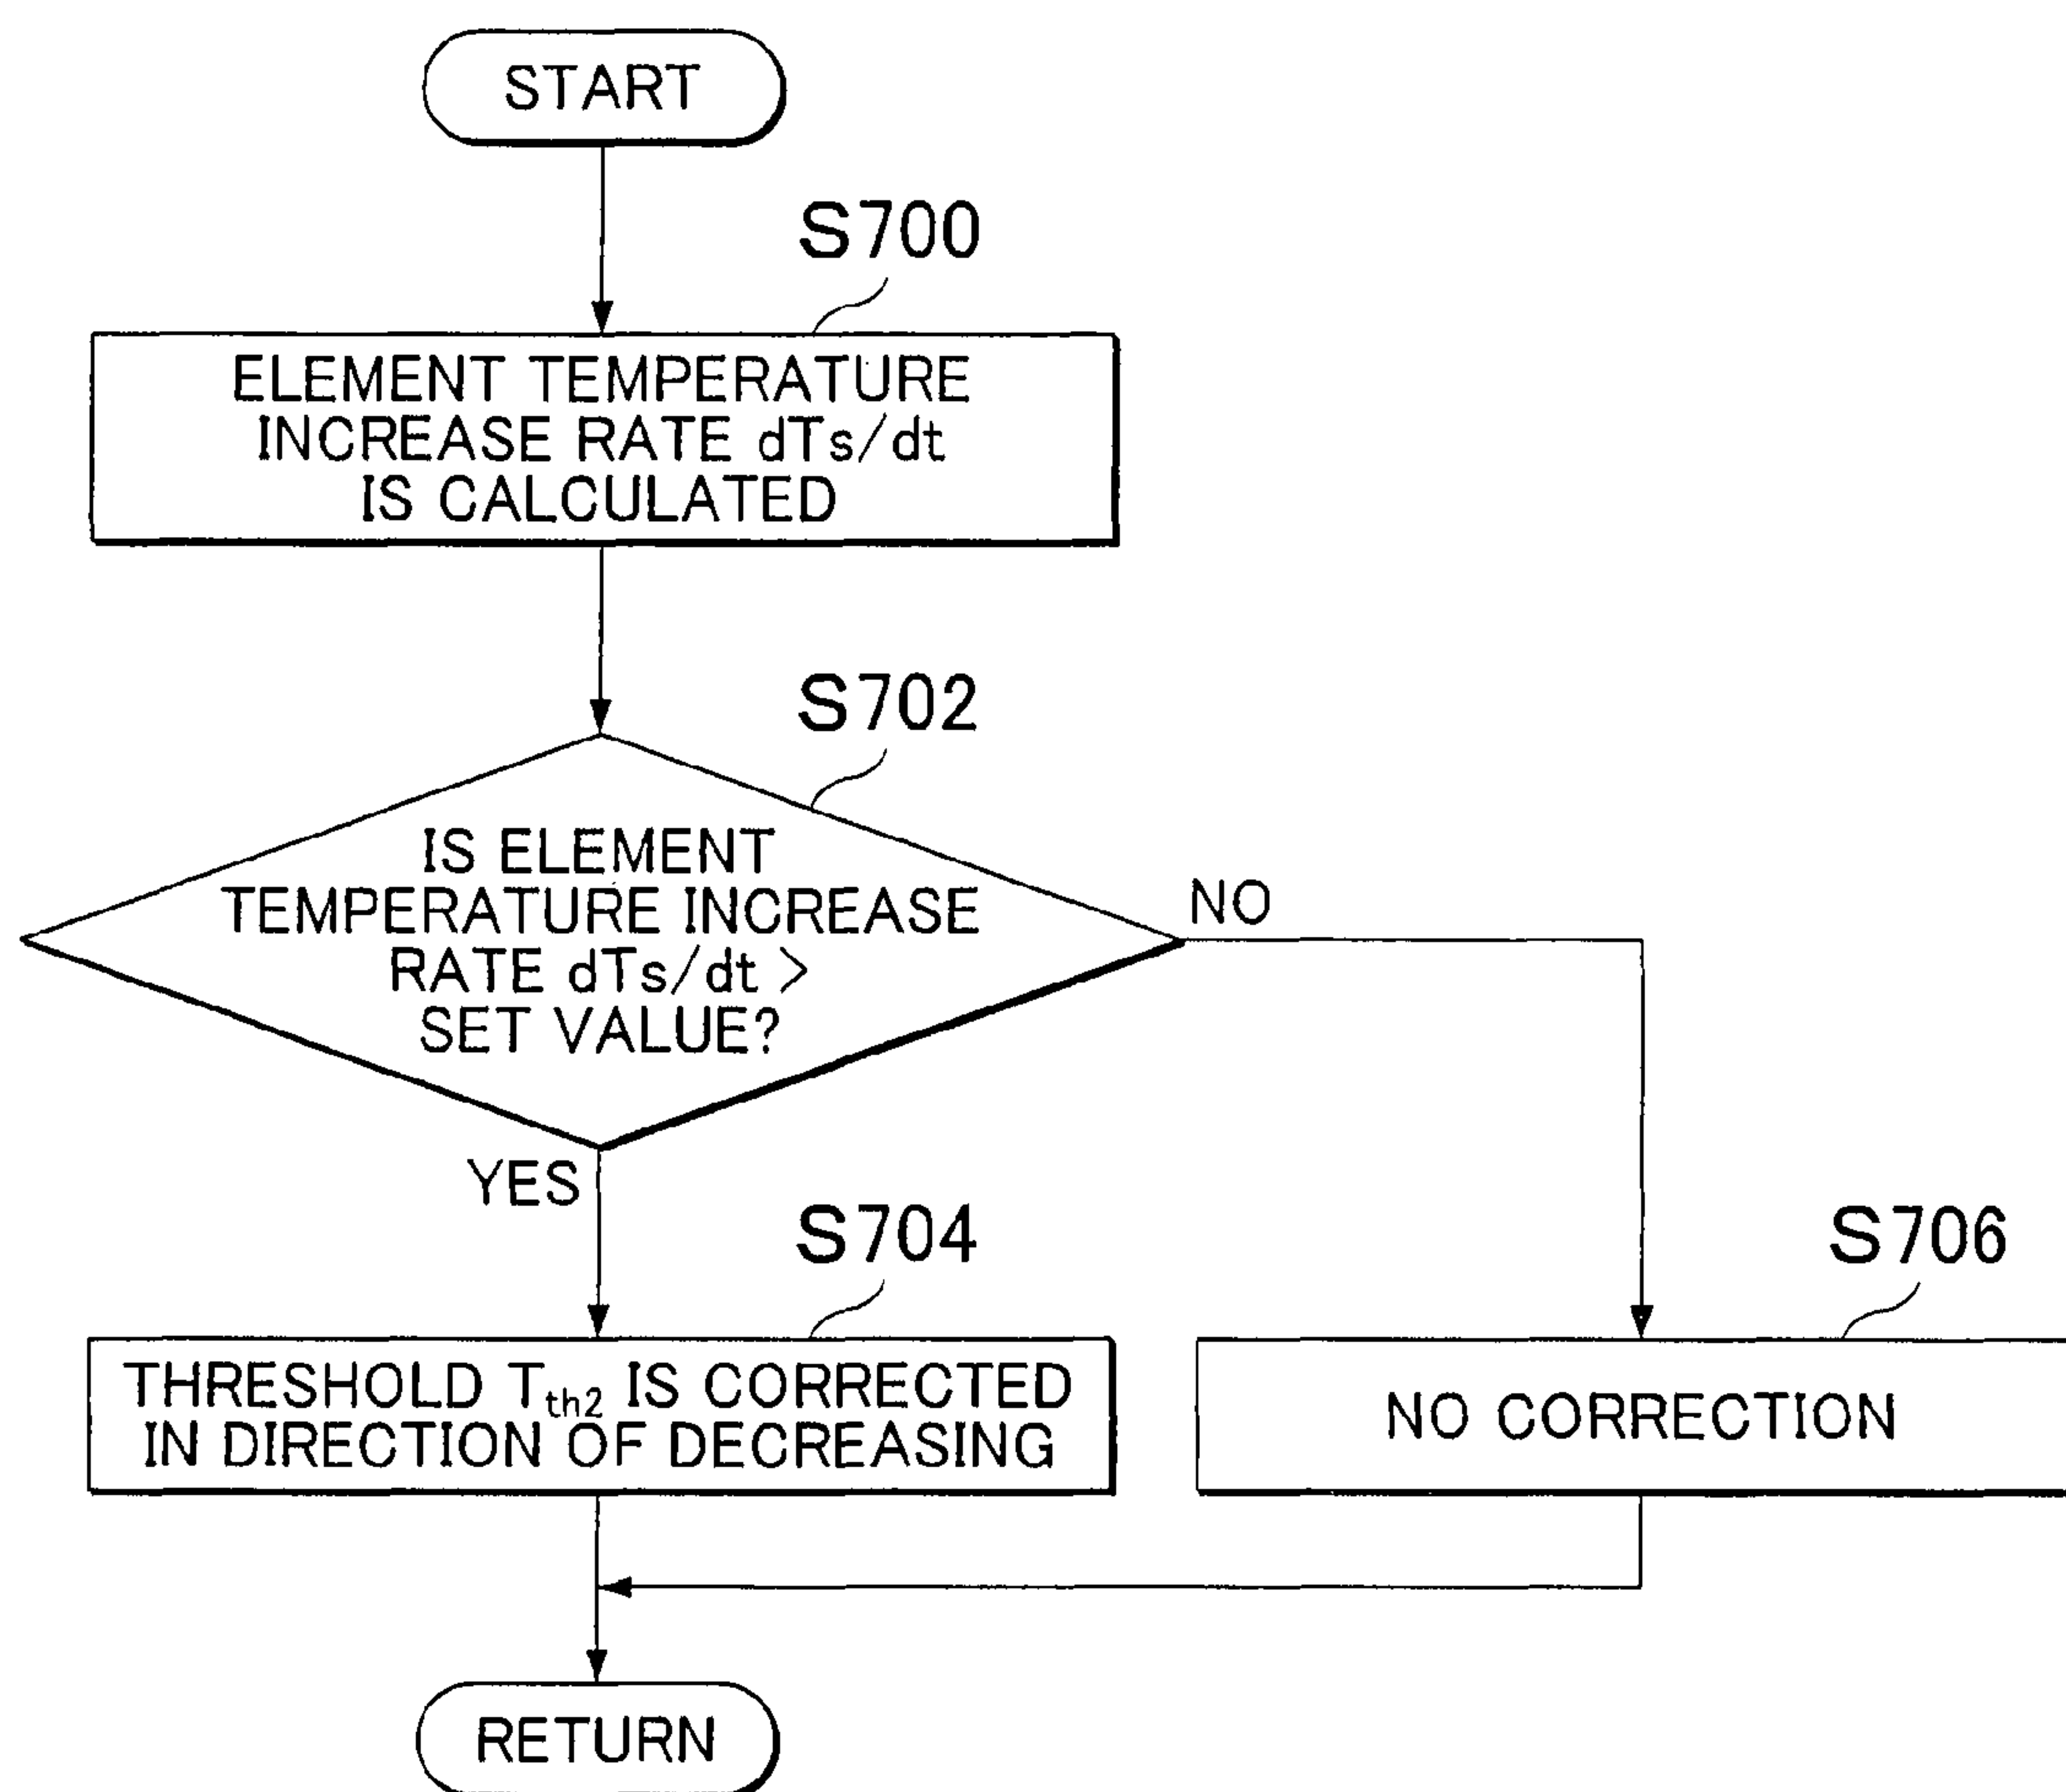 START
S700
ELEMENT TEMPERATURE
INCREASE RATE dTs/dt
IS CALCULATED
S702
IS ELEMENT
TEMPERATURE INCREASE
RATE dTs/dt >
SET VALUE?
NO
YES
S704
THRESHOLD Tth2 IS CORRECTED
IN DIRECTION OF DECREASING
S706
NO CORRECTION
RETURN